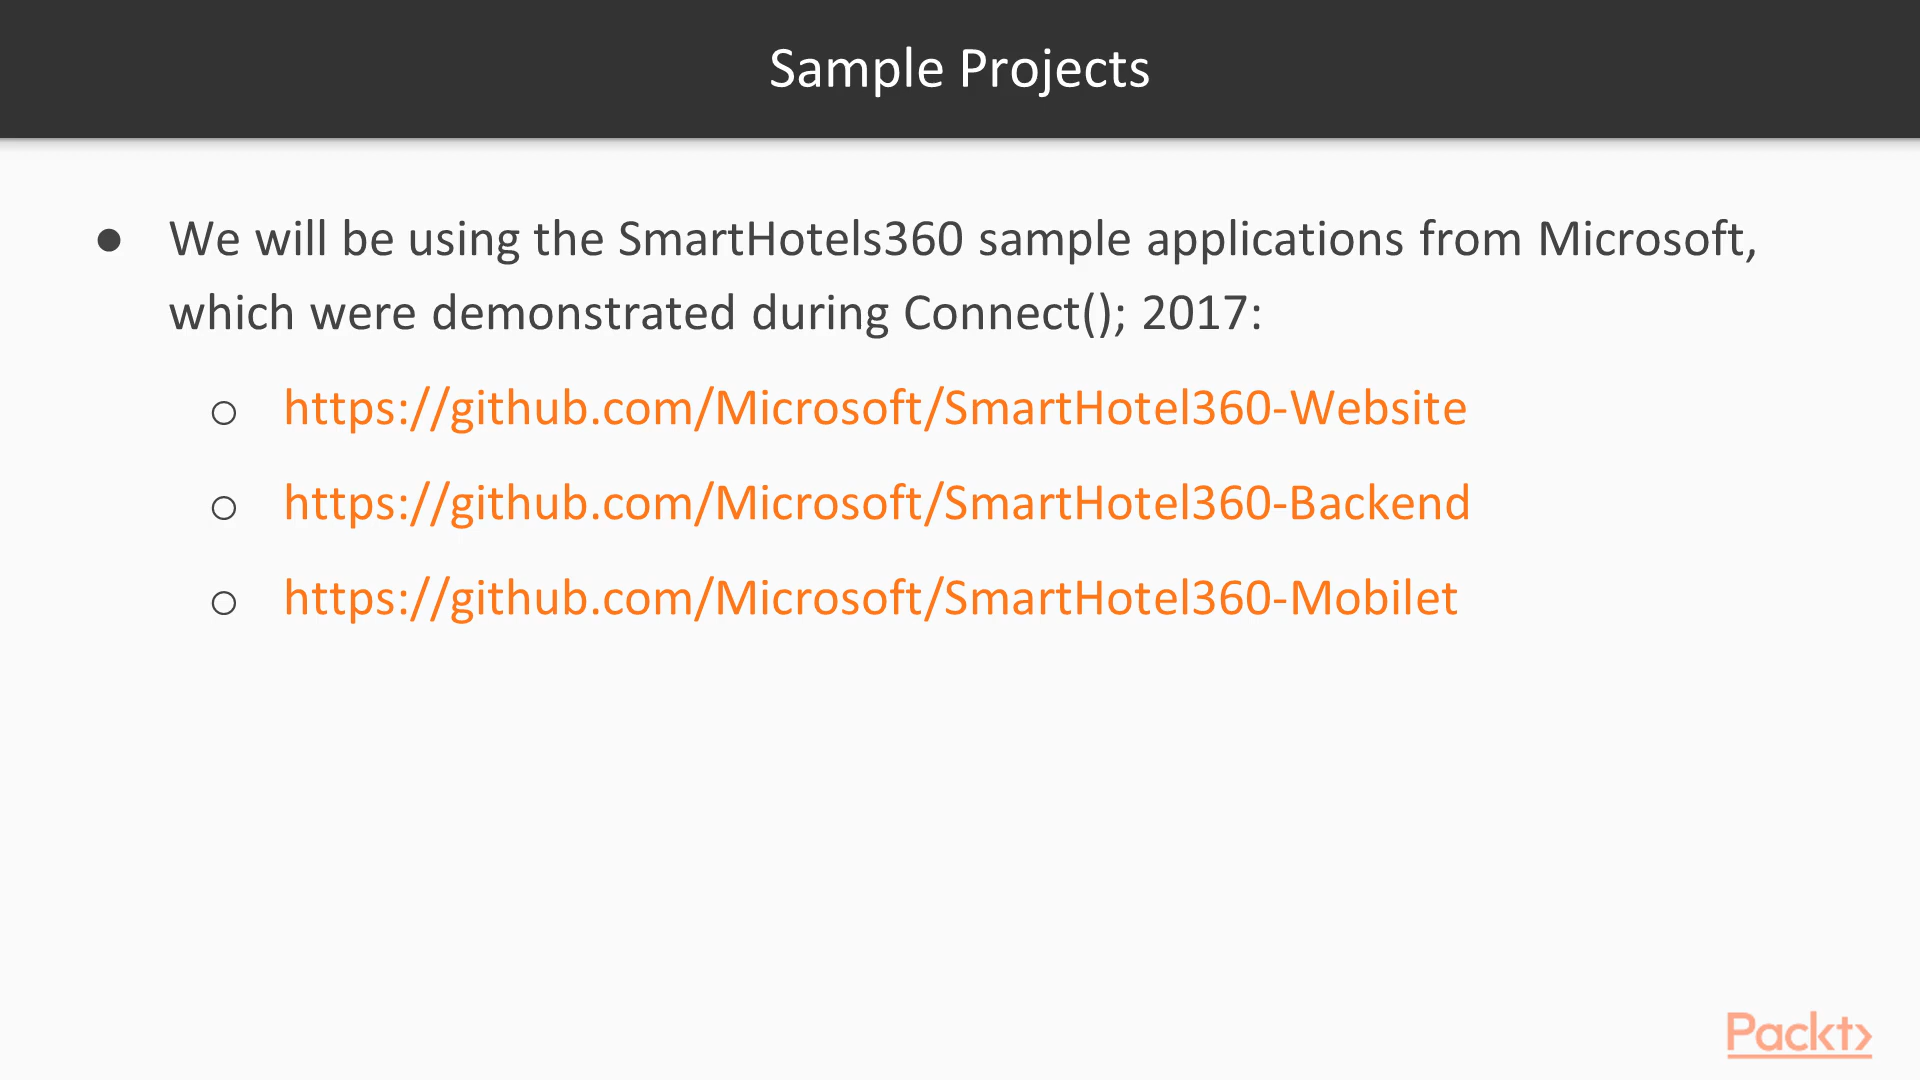 Sample Projects
● We will be using the SmartHotels360 sample applications from Microsoft,
which were demonstrated during Connect(); 2017:
○ https://github.com/Microsoft/SmartHotel360-Website
○ https://github.com/Microsoft/SmartHotel360-Backend
○ https://github.com/Microsoft/SmartHotel360-Mobilet
Packt>